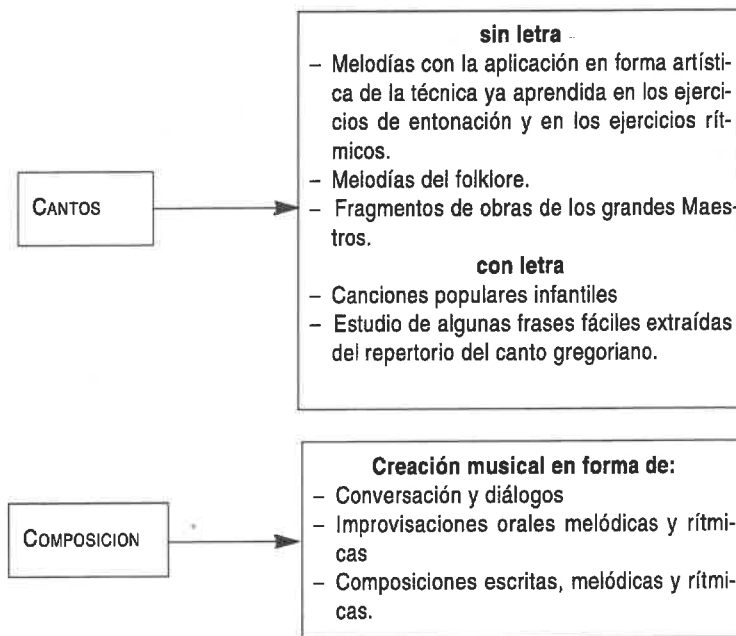 sin letra
– Melodías con la aplicación en forma artísti-
ca de la técnica ya aprendida en los ejerci-
cios de entonación y en los ejercicios rít-
micos.
– Melodías del folklore.
– Fragmentos de obras de los grandes Maes-
tros.
con letra
– Canciones populares infantiles
– Estudio de algunas frases fáciles extraídas
del repertorio del canto gregoriano.
CANTOS
Creación musical en forma de:
– Conversación y diálogos
– Improvisaciones orales melódicas y rítmi-
cas
– Composiciones escritas, melódicas y rítmi-
cas.
COMPOSICION